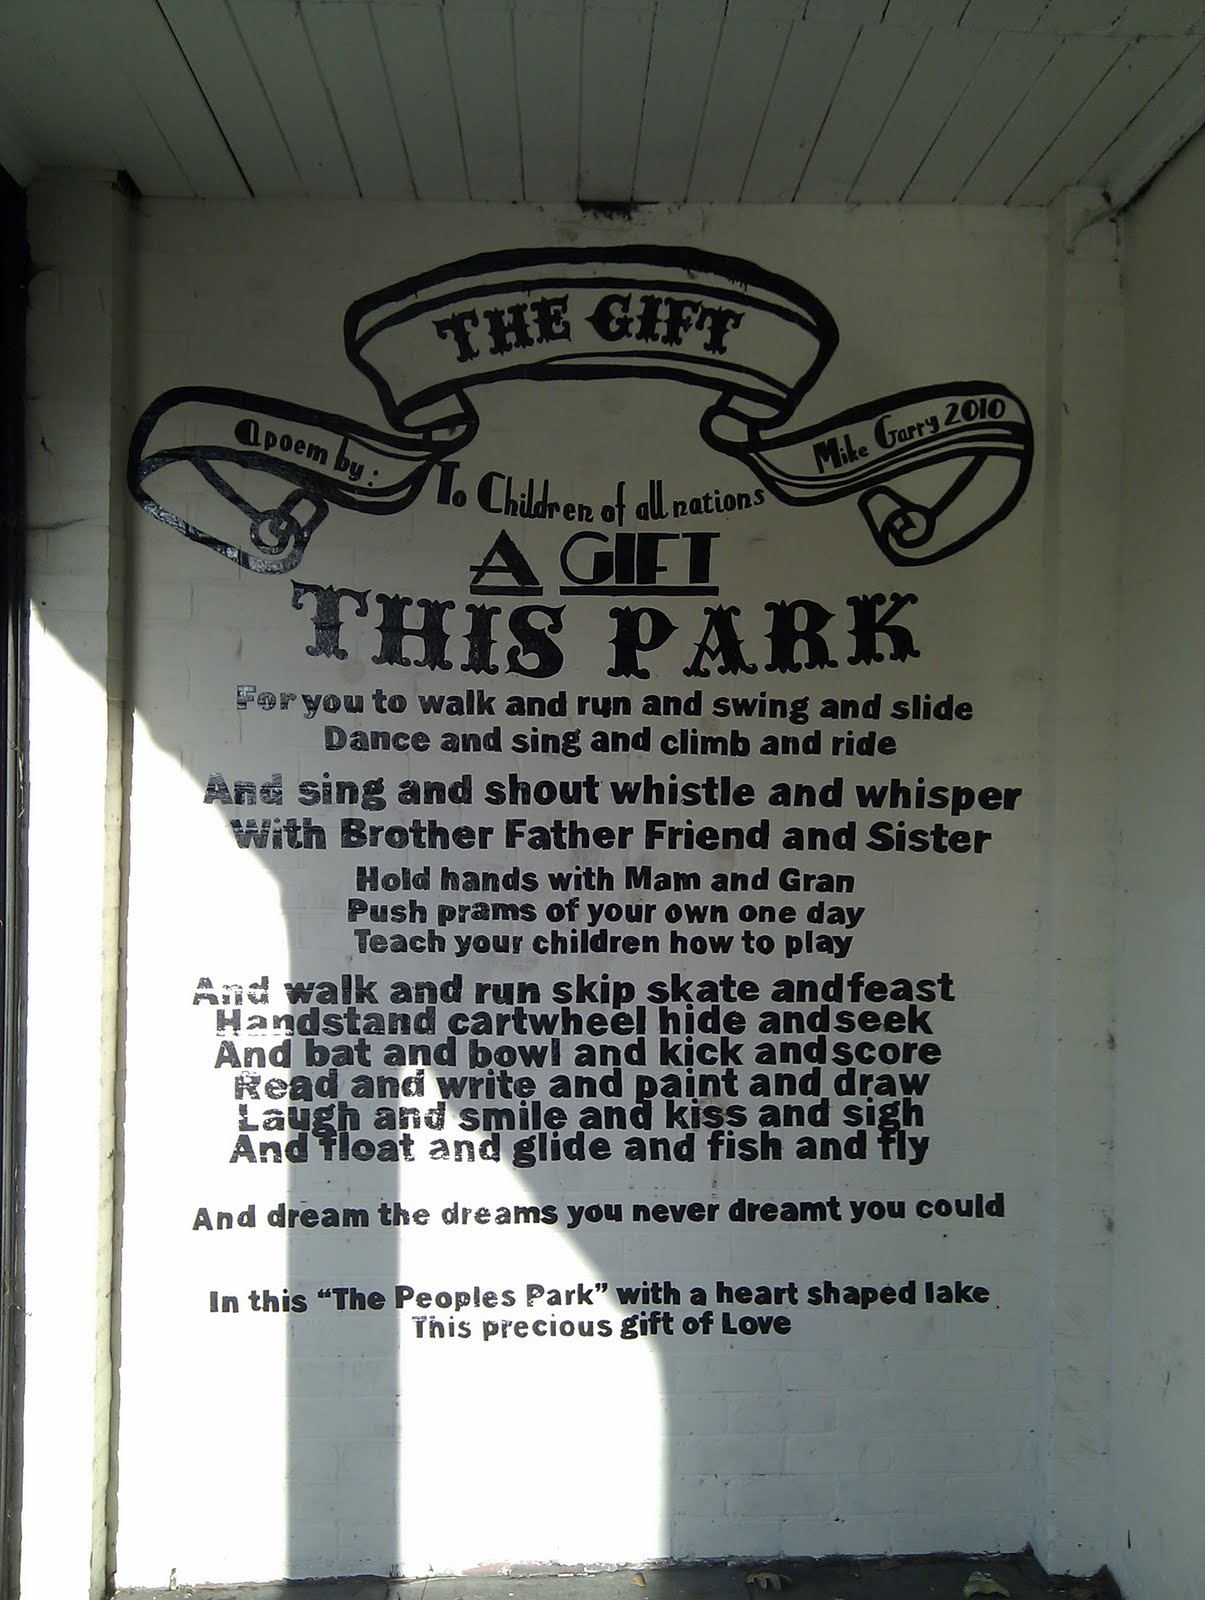 THE GIFT
a poem by:
Mike Garry 2010
To Children of all nations
A GIFT
THIS PARK
For you to walk and run and swing and slide
Dance and sing and climb and ride
And sing and shout whistle and whisper
With Brother Father Friend and Sister
Hold hands with Mam and Gran
Push prams of your own one day
Teach your children how to play
And walk and run skip skate and feast
Handstand cartwheel hide and seek
And bat and bowl and kick and score
Read and write and paint and draw
Laugh and smile and kiss and sigh
And float and glide and fish and fly
And dream the dreams you never dreamt you could
In this “The Peoples Park” with a heart shaped lake.
This precious gift of Love